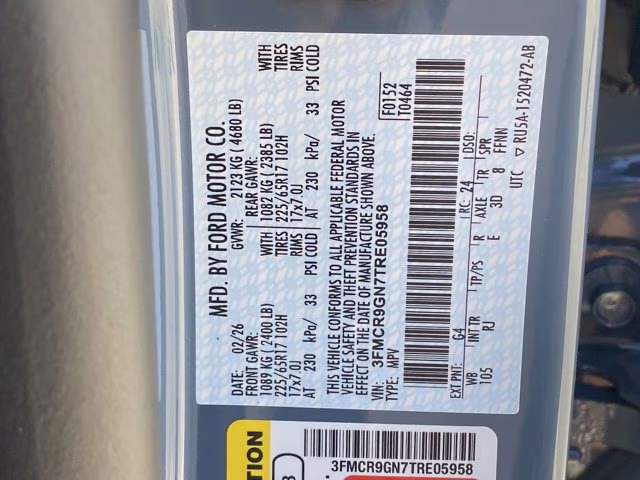 MFD. BY FORD MOTOR CO.
DATE: 02/26 GVWR: 2123 KG ( 4680 LB)
FRONT GAWR: REAR GAWR: WITH
1089 KG (2400 LB) 1082 KG (2385 LB) TIRES
225/65R17 102H 225/65R17 102H RIMS
17x7.0J 17x7.0J
AT 230 kPa/ 33 PSI COLD AT 230 kPa/ 33 PSI COLD
WITH
TIRES
RIMS
THIS VEHICLE CONFORMS TO ALL APPLICABLE FEDERAL MOTOR
VEHICLE SAFETY AND THEFT PREVENTION STANDARDS IN
EFFECT ON THE DATE OF MANUFACTURE SHOWN ABOVE.
VIN: 3FMCR9GN7TRE05958
TYPE: MPV
F0152
T0464
EXT PNT: G4 RC: 24 DSO:
WB INT TR TP/PS R AXLE TR SPR
105 RJ E 3D 8 FFNN
UTC ▽ RU5A-1520472-AB
3FMCR9GN7TRE05958